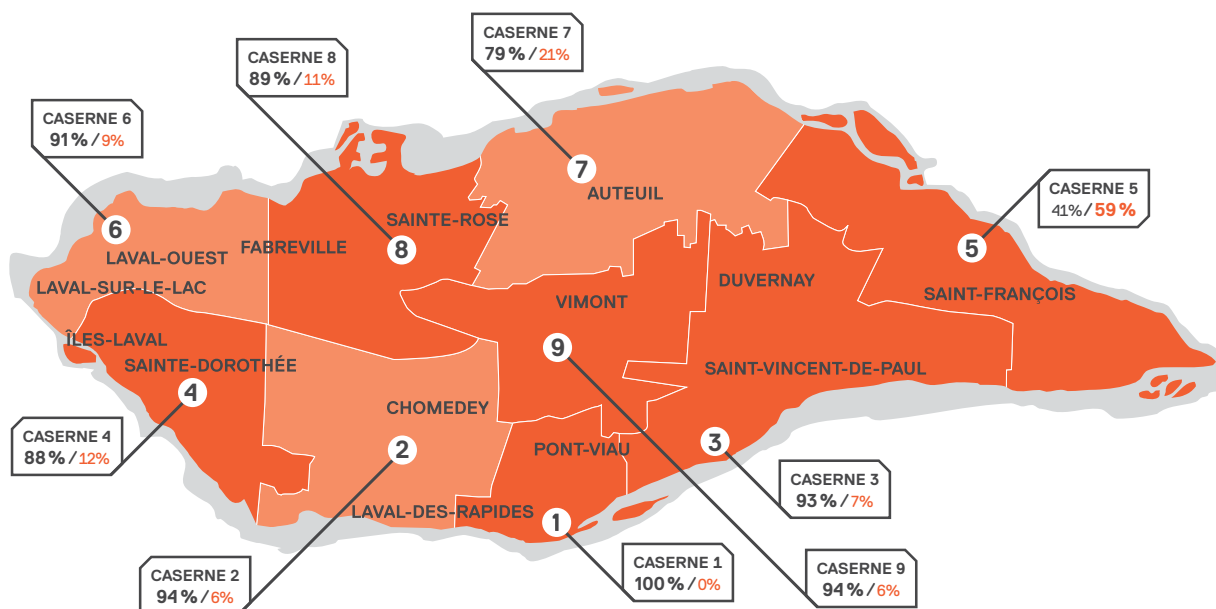 CASERNE 7
79 % / 21%
CASERNE 8
89 % / 11%
CASERNE 6
91 % / 9%
7
AUTEUIL
CASERNE 5
41% / 59 %
6
SAINTE-ROSE
FABREVILLE
8
5
LAVAL-OUEST
DUVERNAY
LAVAL-SUR-LE-LAC
VIMONT
SAINT-FRANÇOIS
ÎLES-LAVAL
9
SAINTE-DOROTHÉE
SAINT-VINCENT-DE-PAUL
4
CHOMEDEY
CASERNE 4
88 % / 12%
2
PONT-VIAU
3
CASERNE 3
93 % / 7%
LAVAL-DES-RAPIDES
1
CASERNE 2
94 % / 6%
CASERNE 1
100 % / 0%
CASERNE 9
94 % / 6%